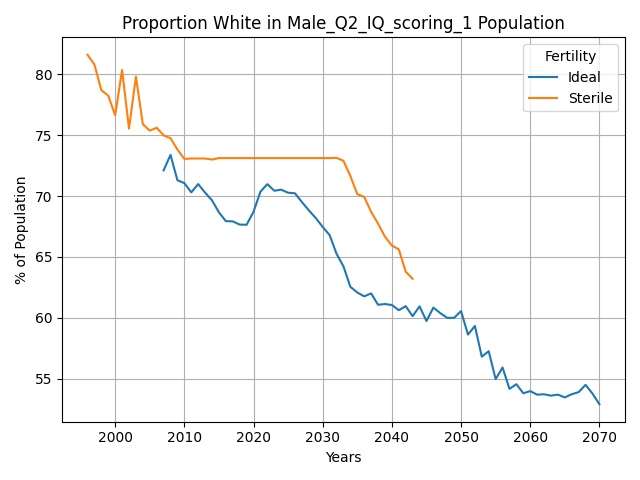 Proportion White in Male_Q2_IQ_scoring_1 Population
Fertility
Ideal
Sterile
% of Population
80
75
70
65
60
55
2000 2010 2020 2030 2040 2050 2060 2070
Years